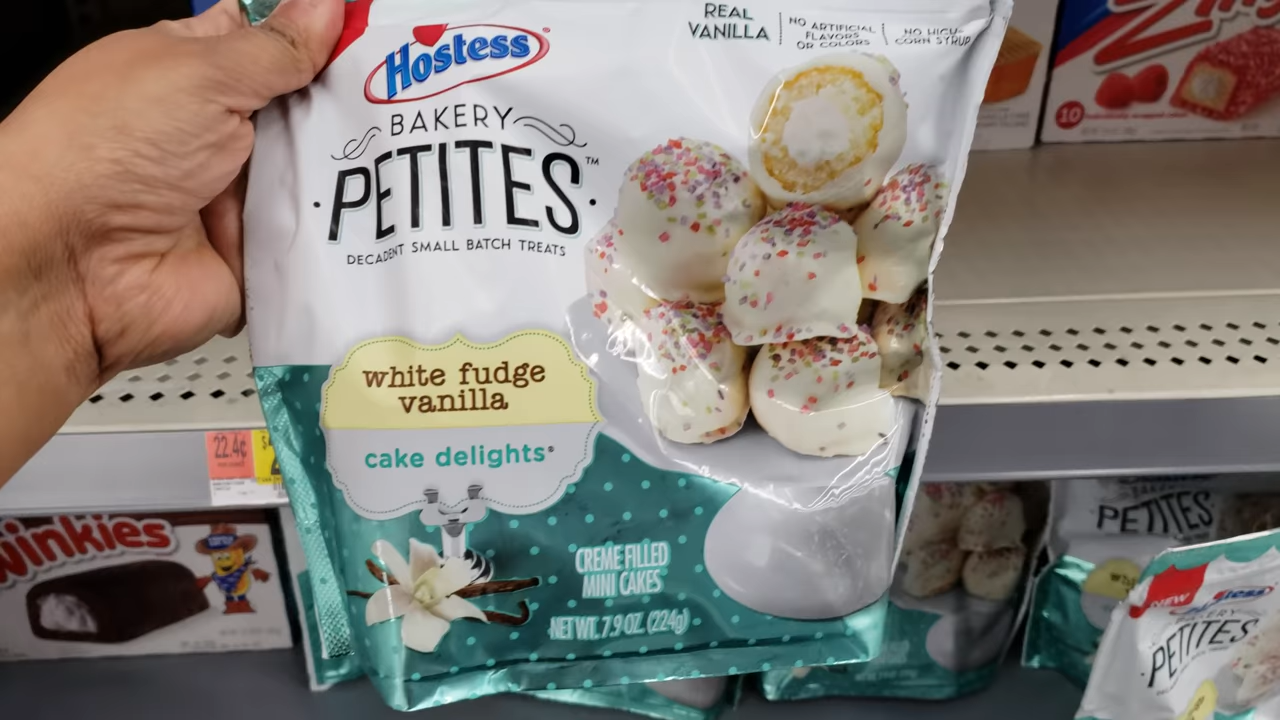 Hostess
BAKERY
PETITES™
DECADENT SMALL BATCH TREATS
REAL
VANILLA
NO ARTIFICIAL
FLAVORS
OR COLORS
NO HIGH
CORN SYRUP
white fudge
vanilla
cake delights®
CREME FILLED
MINI CAKES
NET WT. 7.9 OZ. (224g)
10
22.4¢
winkies
PETITES
NEW
PETITES